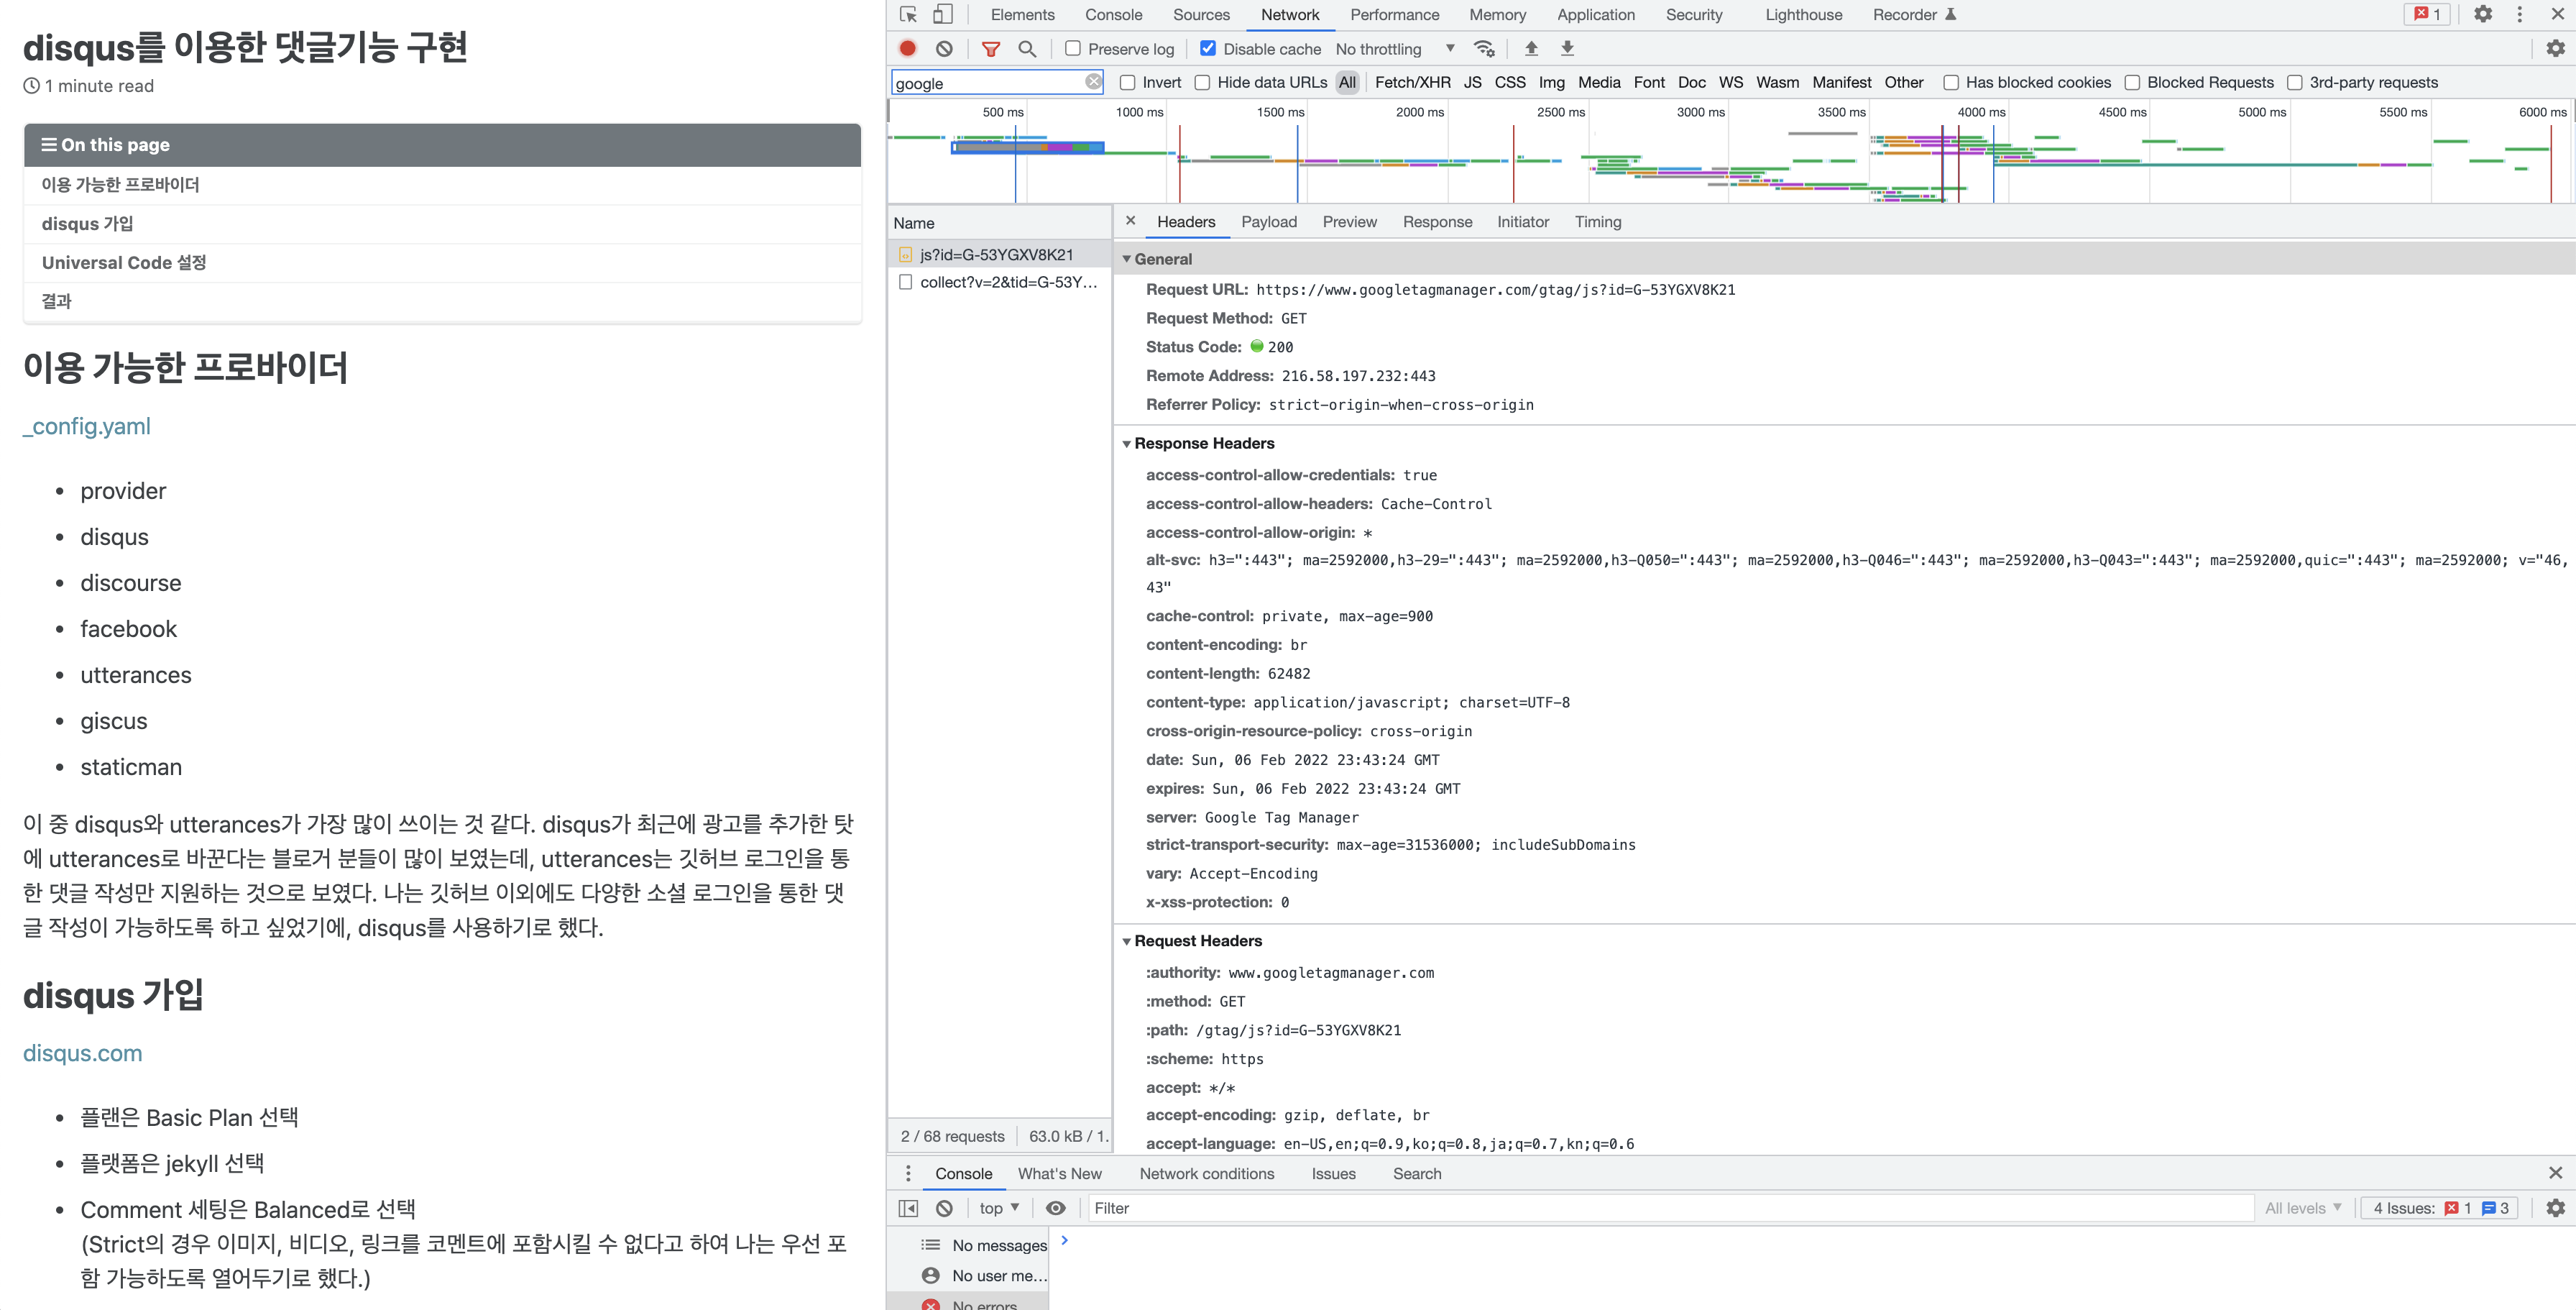 disqus를 이용한 댓글기능 구현
1 minute read
On this page
이용 가능한 프로바이더
disqus 가입
Universal Code 설정
결과
이용 가능한 프로바이더
_config.yaml
provider
disqus
discourse
facebook
utterances
giscus
staticman
이 중 disqus와 utterances가 가장 많이 쓰이는 것 같다. disqus가 최근에 광고를 추가한 탓
에 utterances로 바꾼다는 블로거 분들이 많이 보였는데, utterances는 깃허브 로그인을 통
한 댓글 작성만 지원하는 것으로 보였다. 나는 깃허브 이외에도 다양한 소셜 로그인을 통한 댓
글 작성이 가능하도록 하고 싶었기에, disqus를 사용하기로 했다.
disqus 가입
disqus.com
플랜은 Basic Plan 선택
플랫폼은 jekyll 선택
Comment 세팅은 Balanced로 선택
(Strict의 경우 이미지, 비디오, 링크를 코멘트에 포함시킬 수 없다고 하여 나는 우선 포
함 가능하도록 열어두기로 했다.)
Elements Console Sources Network Performance Memory Application Security Lighthouse Recorder 1
Preserve log Disable cache No throttling
google Invert Hide data URLs All Fetch/XHR JS CSS Img Media Font Doc WS Wasm Manifest Other Has blocked cookies Blocked Requests 3rd-party requests
500 ms 1000 ms 1500 ms 2000 ms 2500 ms 3000 ms 3500 ms 4000 ms 4500 ms 5000 ms 5500 ms 6000 ms
Name
js?id=G-53YGXV8K21
collect?v=2&tid=G-53Y...
2 / 68 requests 63.0 kB / 1.
Headers Payload Preview Response Initiator Timing
General
Request URL: https://www.googletagmanager.com/gtag/js?id=G-53YGXV8K21
Request Method: GET
Status Code: 200
Remote Address: 216.58.197.232:443
Referrer Policy: strict-origin-when-cross-origin
Response Headers
access-control-allow-credentials: true
access-control-allow-headers: Cache-Control
access-control-allow-origin: *
alt-svc: h3=":443"; ma=2592000,h3-29=":443"; ma=2592000,h3-Q050=":443"; ma=2592000,h3-Q046=":443"; ma=2592000,h3-Q043=":443"; ma=2592000,quic=":443"; ma=2592000; v="46,
43"
cache-control: private, max-age=900
content-encoding: br
content-length: 62482
content-type: application/javascript; charset=UTF-8
cross-origin-resource-policy: cross-origin
date: Sun, 06 Feb 2022 23:43:24 GMT
expires: Sun, 06 Feb 2022 23:43:24 GMT
server: Google Tag Manager
strict-transport-security: max-age=31536000; includeSubDomains
vary: Accept-Encoding
x-xss-protection: 0
Request Headers
:authority: www.googletagmanager.com
:method: GET
:path: /gtag/js?id=G-53YGXV8K21
:scheme: https
accept: */*
accept-encoding: gzip, deflate, br
accept-language: en-US,en;q=0.9,ko;q=0.8,ja;q=0.7,kn;q=0.6
Console What's New Network conditions Issues Search
top Filter All levels 4 Issues: 1 3
No messages
No user me...
No errors